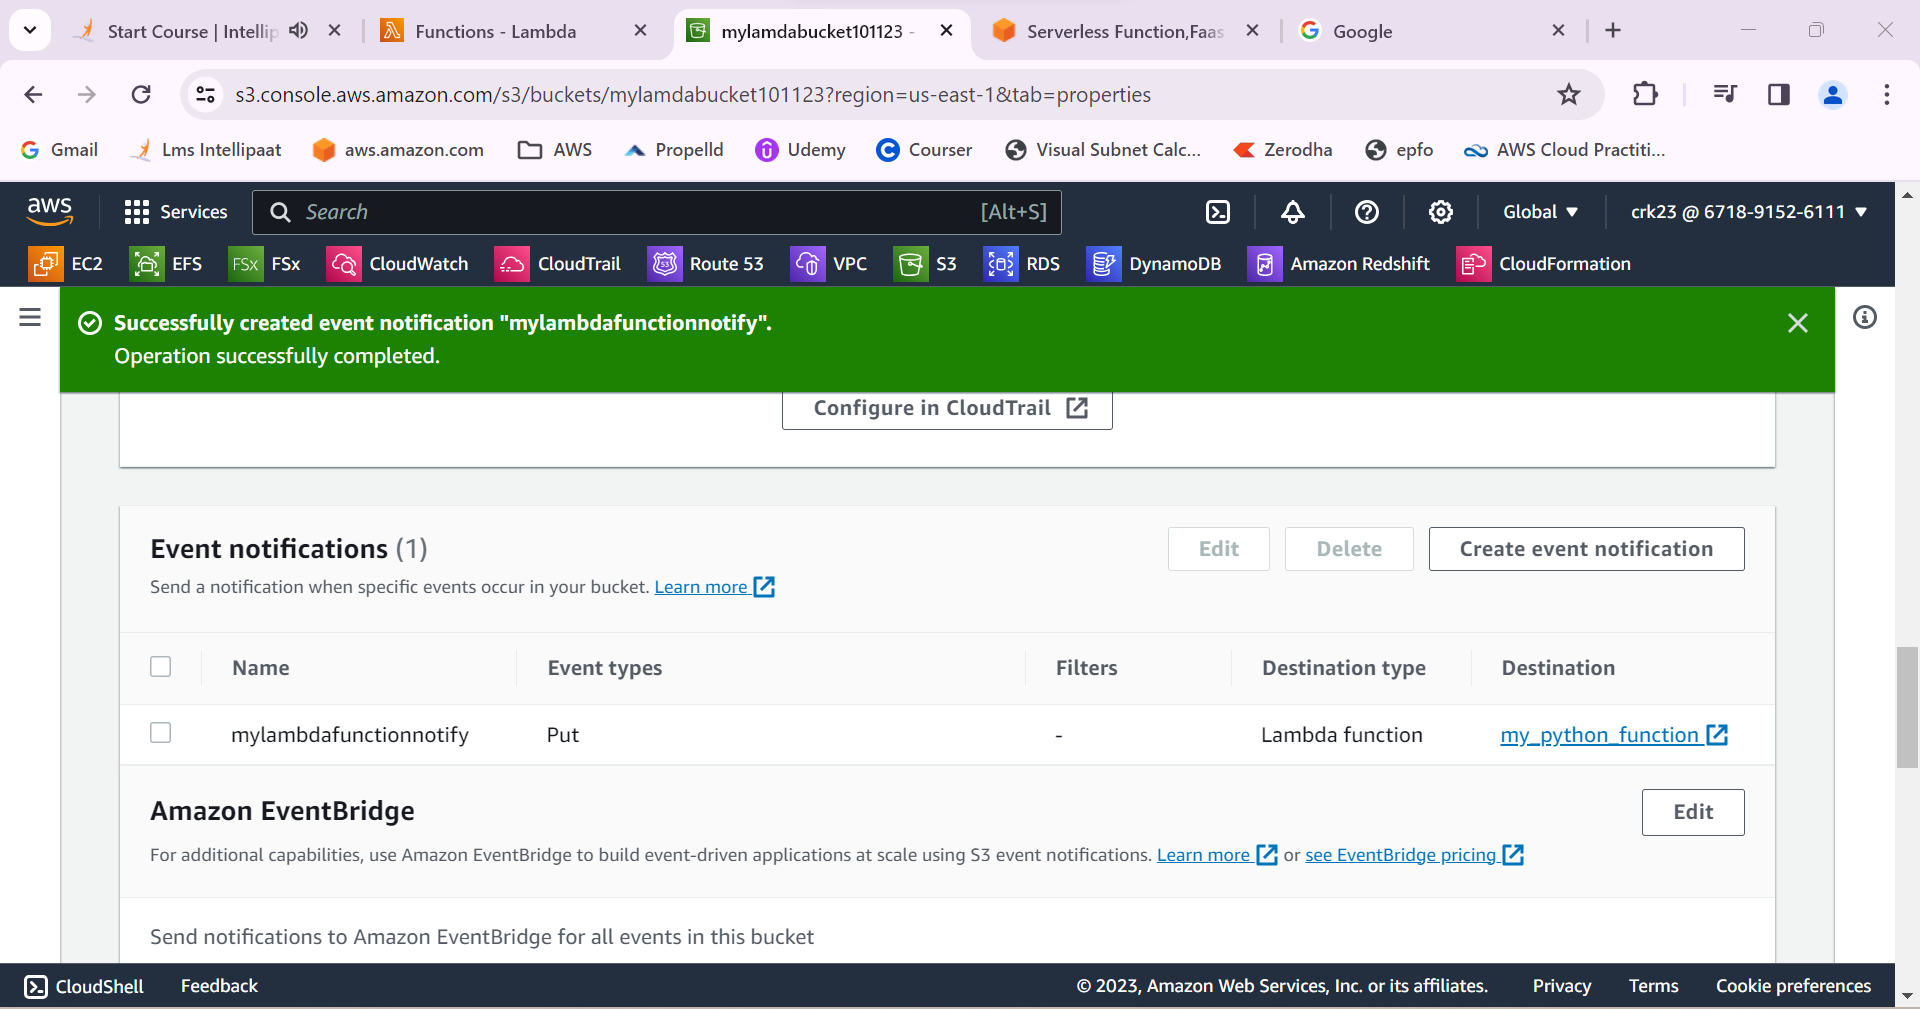 Start Course | Intellip
Functions - Lambda
mylamdabucket101123 -
Serverless Function,Faas
Google
s3.console.aws.amazon.com/s3/buckets/mylamdabucket101123?region=us-east-1&tab=properties
Gmail
Lms Intellipaat
aws.amazon.com
AWS
Propelld
Udemy
Courser
Visual Subnet Calc...
Zerodha
epfo
AWS Cloud Practiti...
aws
Services
Search
[Alt+S]
Global
crk23 @ 6718-9152-6111
EC2
EFS
FSx
FSx
CloudWatch
CloudTrail
53
Route 53
VPC
S3
RDS
DynamoDB
Amazon Redshift
CloudFormation
Successfully created event notification "mylambdafunctionnotify".
Operation successfully completed.
Configure in CloudTrail
Event notifications (1)
Edit
Delete
Create event notification
Send a notification when specific events occur in your bucket. Learn more
Name
Event types
Filters
Destination type
Destination
mylambdafunctionnotify
Put
-
Lambda function
my_python_function
Amazon EventBridge
Edit
For additional capabilities, use Amazon EventBridge to build event-driven applications at scale using S3 event notifications. Learn more or see EventBridge pricing
Send notifications to Amazon EventBridge for all events in this bucket
CloudShell
Feedback
© 2023, Amazon Web Services, Inc. or its affiliates.
Privacy
Terms
Cookie preferences